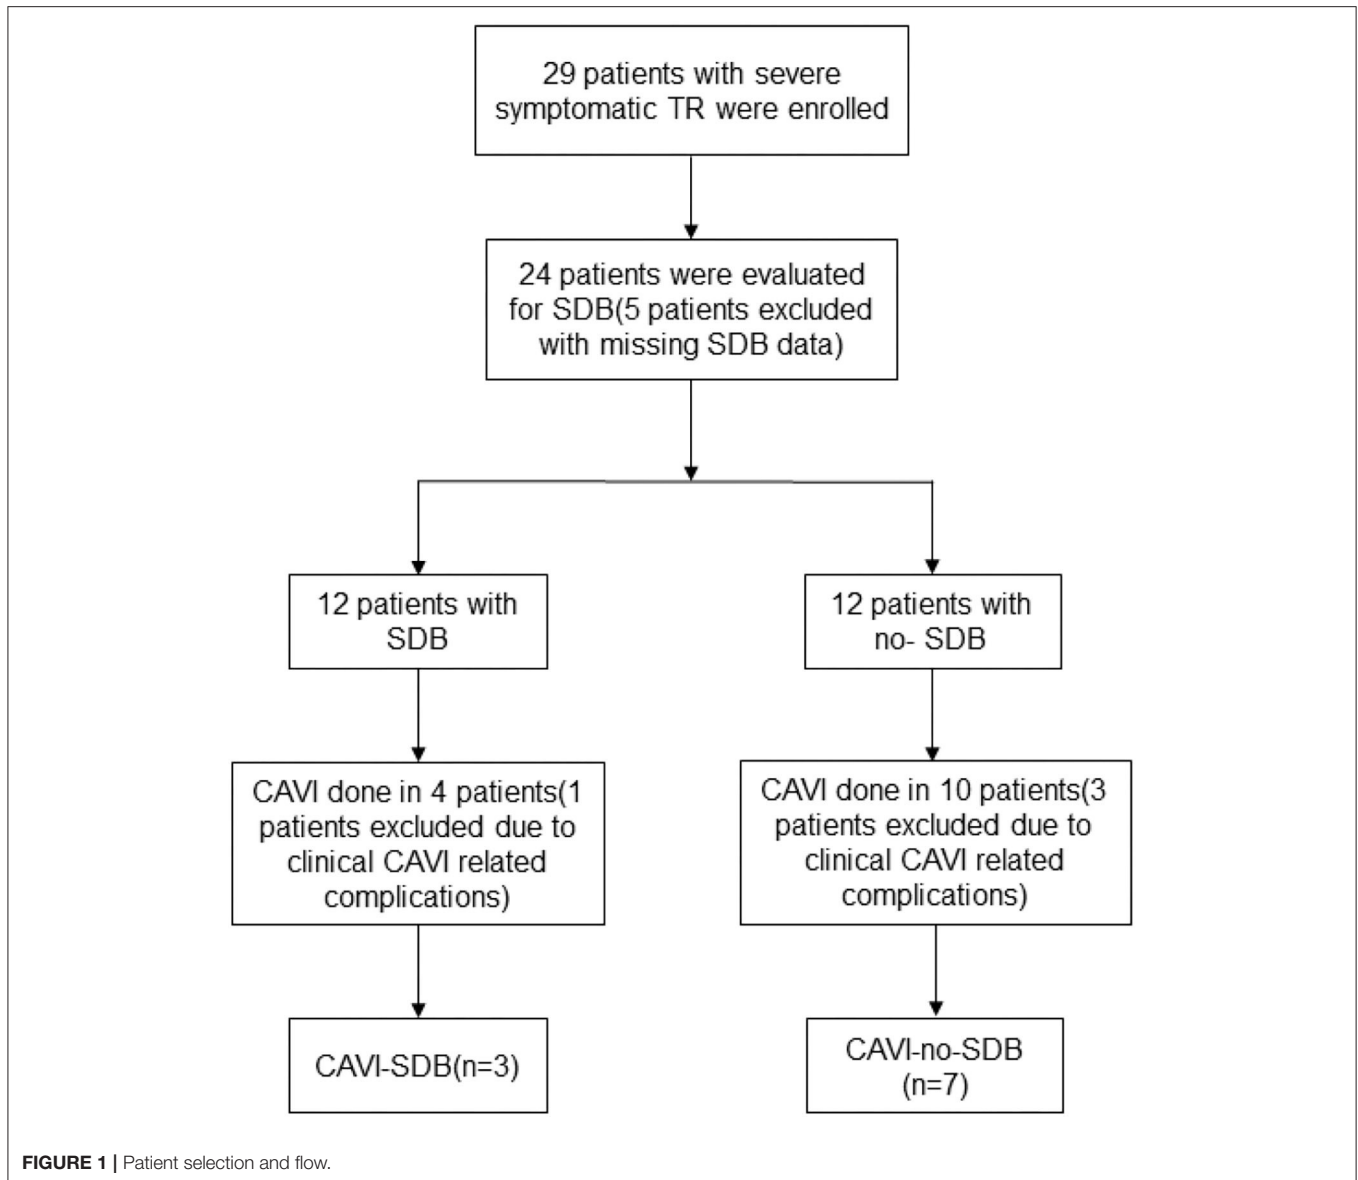 29 patients with severe
symptomatic TR were enrolled
24 patients were evaluated
for SDB(5 patients excluded
with missing SDB data)
12 patients with
SDB
12 patients with
no- SDB
CAVI done in 4 patients(1
patients excluded due to
clinical CAVI related
complications)
CAVI done in 10 patients(3
patients excluded due to
clinical CAVI related
complications)
CAVI-SDB(n=3)
CAVI-no-SDB
(n=7)
FIGURE 1 | Patient selection and flow.